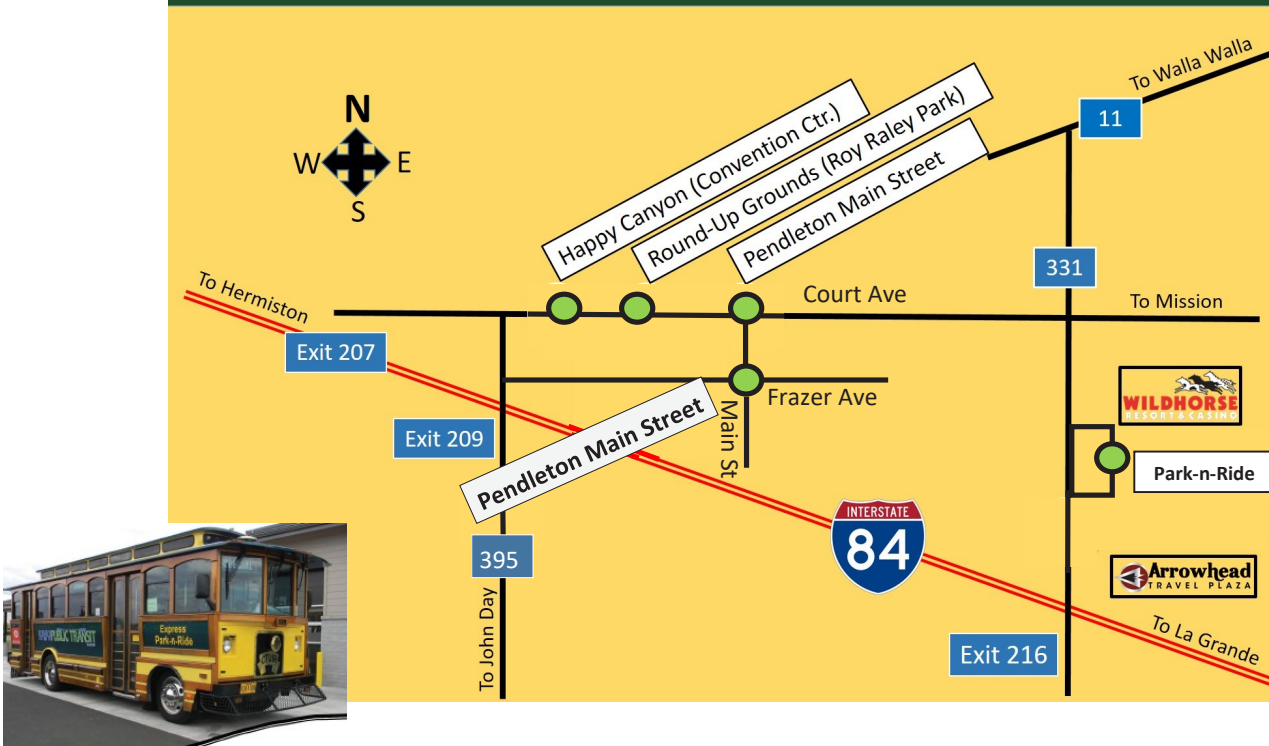 To Walla Walla
11
N
W
E
S
Happy Canyon (Convention Ctr.)
Round-Up Grounds (Roy Raley Park)
Pendleton Main Street
331
To Hermiston
Court Ave
To Mission
Exit 207
Frazer Ave
Main St
WILDHORSE
RESORT & CASINO
Exit 209
Pendleton Main Street
Park-n-Ride
INTERSTATE
84
395
Arrowhead
TRAVEL PLAZA
To John Day
To La Grande
Exit 216
PUBLIC TRANSIT
Express
Park-n-Ride